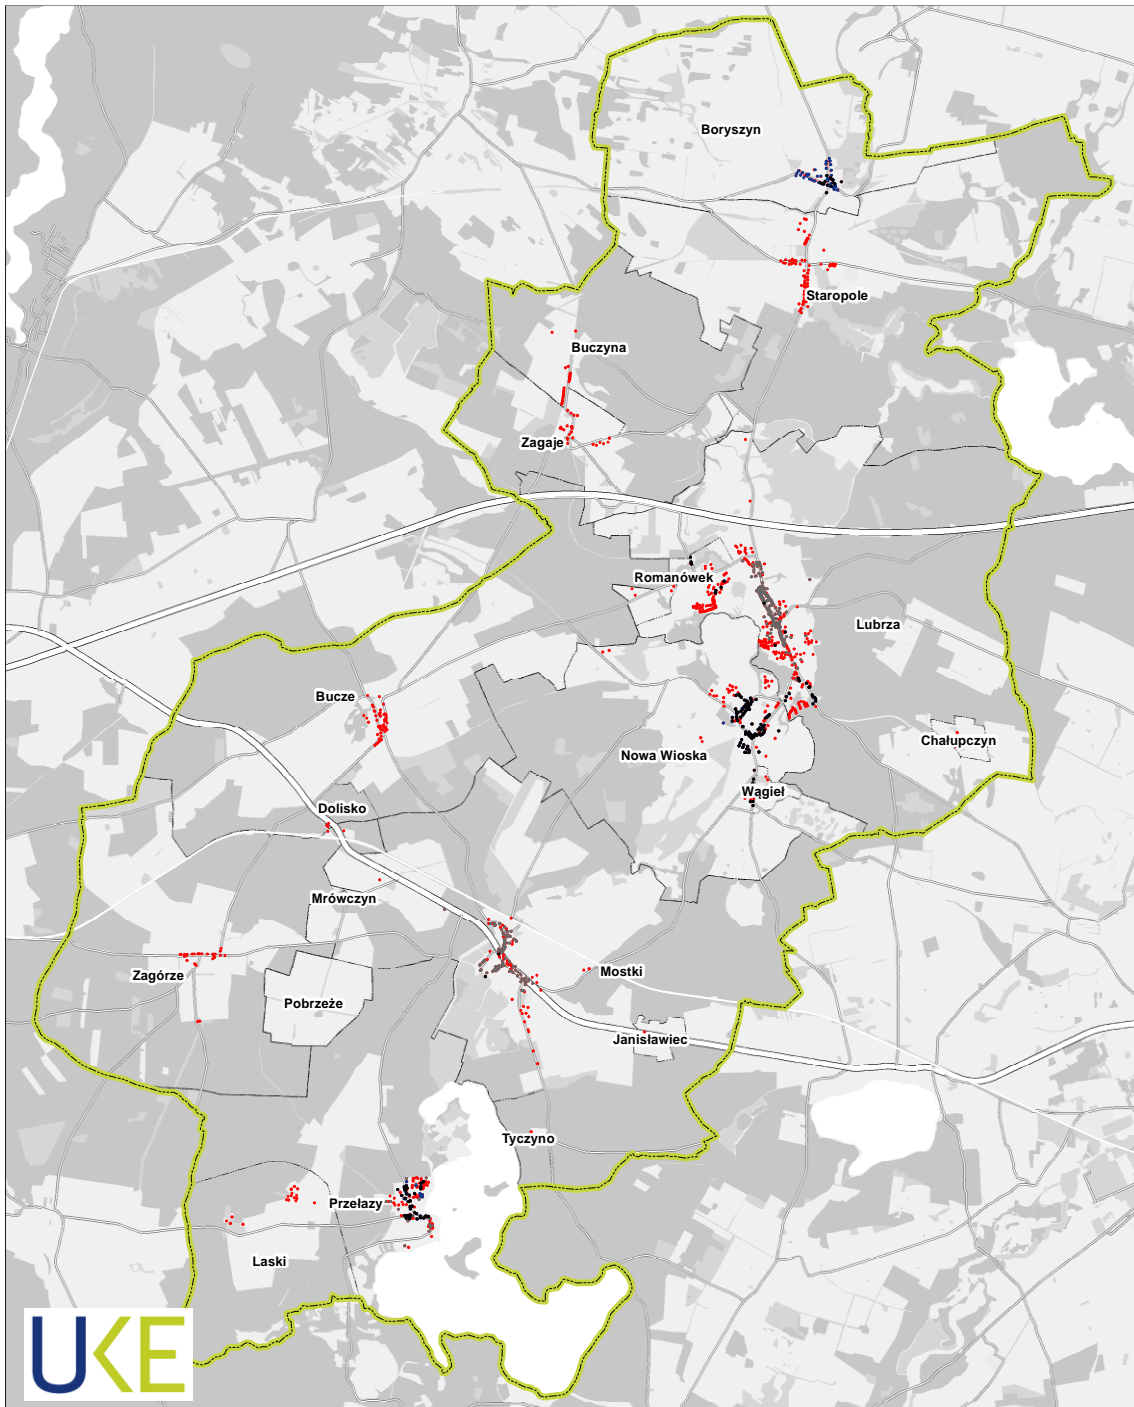 Boryszyn
Staropole
Buczyna
Zagaje
Romanówek
Lubrza
Bucze
Chałupczyn
Nowa Wioska
Wągieł
Dolisko
Mrówczyn
Zagórze
Mostki
Pobrzeże
Janisławiec
Tyczyno
Przełazy
Laski
UKE